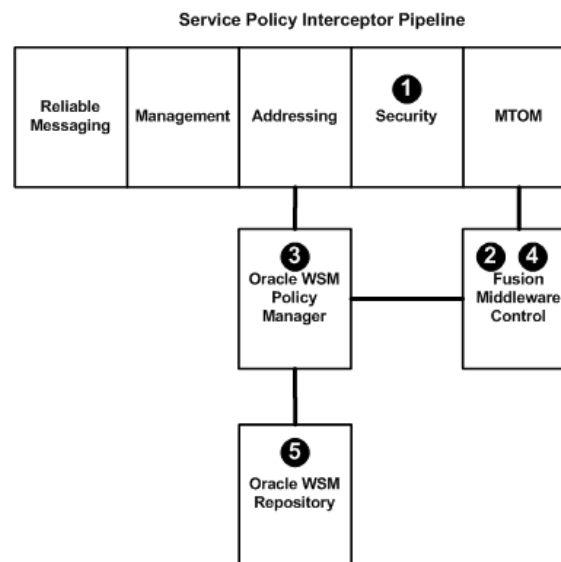 Service Policy Interceptor Pipeline
1
Reliable
Messaging
Management
Addressing
Security
MTOM
3
Oracle WSM
Policy
Manager
2 4
Fusion
Middleware
Control
5
Oracle WSM
Repository